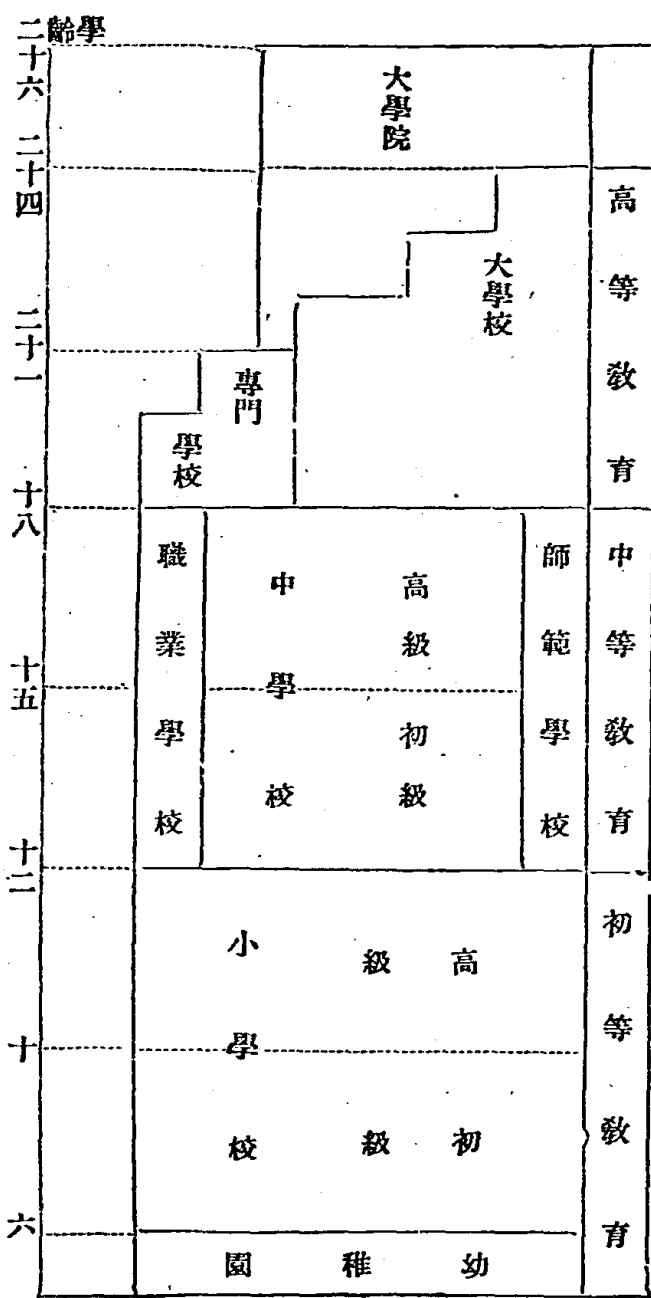 學齡
二十六
二十四
二十一
十八
十五
十二
十
六
大學院
大學校
專門
學校
職業學校
中學校
高級
初級
師範學校
小學校
高級
初級
幼稚園
高等敎育
中等敎育
初等敎育